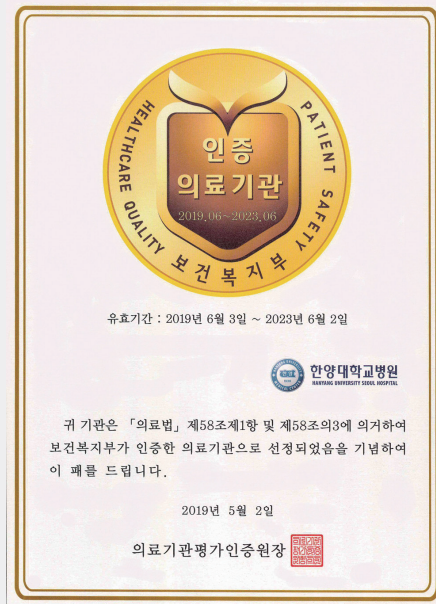 HEALTHCARE QUALITY
PATIENT SAFETY
인증
의료기관
2019.06~2023.06
보건복지부
유효기간 : 2019년 6월 3일 ~ 2023년 6월 2일
한양대학교병원
HANYANG UNIVERSITY SEOUL HOSPITAL
귀 기관은 「의료법」 제58조제1항 및 제58조의3에 의거하여
보건복지부가 인증한 의료기관으로 선정되었음을 기념하여
이 패를 드립니다.
2019년 5월 2일
의료기관평가인증원장